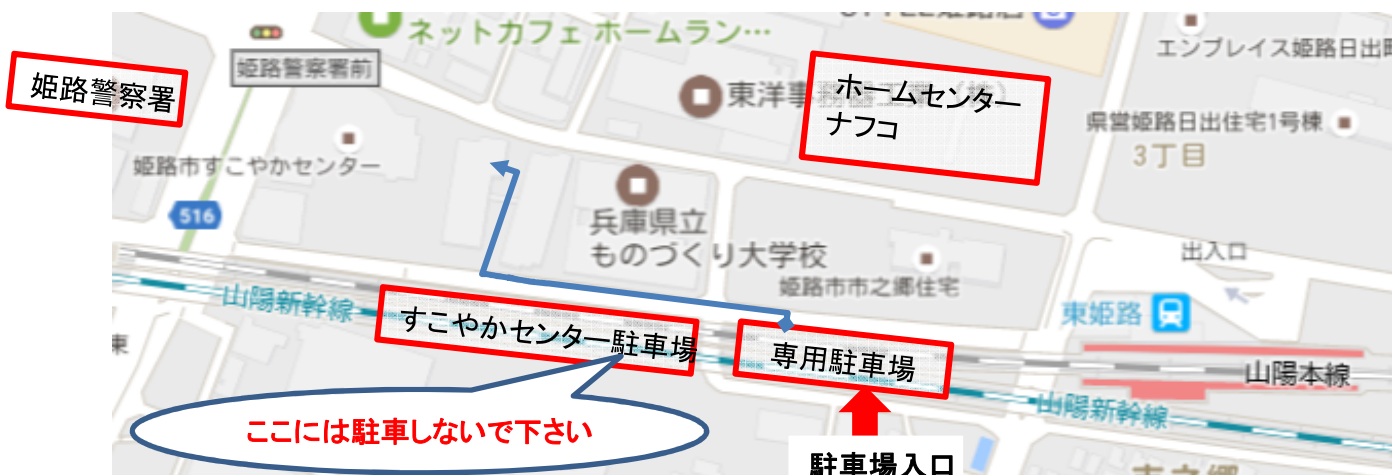 ネットカフェ ホームラン…
エンプレイス姫路日出町
姫路警察署前
姫路警察署
東洋事
ホームセンター
ナフコ
県営姫路日出住宅1号棟
3丁目
姫路市すこやかセンター
兵庫県立
ものづくり大学校
516
出入口
姫路市市之郷住宅
山陽新幹線
東姫路
すこやかセンター駐車場
専用駐車場
東
山陽本線
山陽新幹線
ここには駐車しないで下さい
駐車場入口